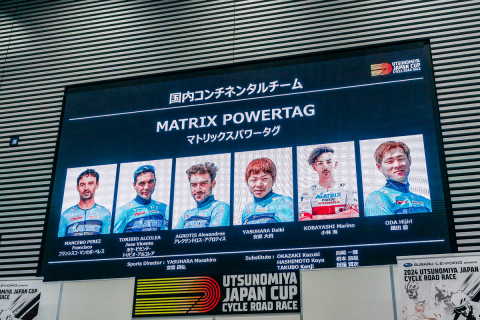 UTSUNOMIYA
JAPAN CUP
CYCLE ROAD RACE
国内コンチネンタルチーム
MATRIX POWERTAG
マトリックスパワータグ
MANCEBO PEREZ
Francisco
フランシスコ・マンセボ・ペレス
TORIBIO ALCOLEA
Jose Vicente
ホセ・ビセンテ・
トリビオ・アルコレア
AGROTIS Alexandros
アレクサンドロス・アグロティス
YASUHARA Daiki
安原 大貴
KOBAYASHI Marino
小林 海
ODA Hijiri
織田 聖
Sports Director : YASUHARA Masahiro
安原 昌弘
Substitute : OKAZAKI Kazuki
HASHIMOTO Koya
TAKUBO Kenji
UTSUNOMIYA
JAPAN CUP
CYCLE ROAD RACE
SUBARU LEVORG
2024 UTSUNOMIYA
JAPAN CUP
CYCLE ROAD RACE